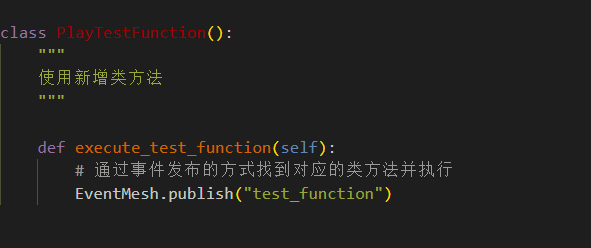 class PlayTestFunction():
"""
使用新增类方法
"""
def execute_test_function(self):
# 通过事件发布的方式找到对应的类方法并执行
EventMesh.publish("test_function")